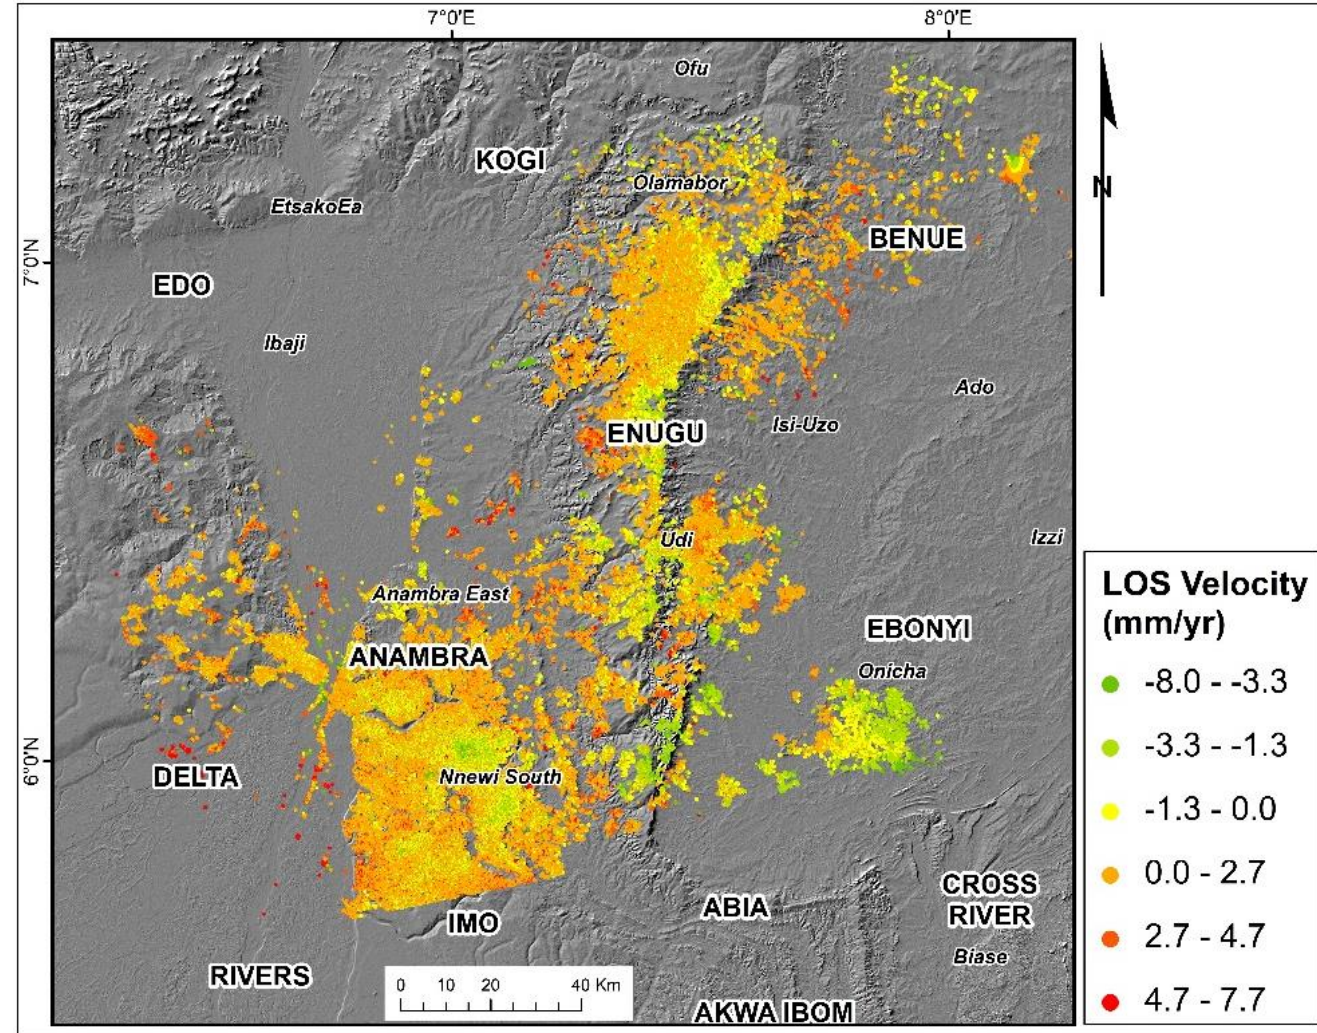 7°0'E
8°0'E
Ofu
KOGI
Olamabor
EtsakoEa
N
BENUE
7°0'N
EDO
Ibaji
Ado
Isi-Uzo
ENUGU
Udi
Izzi
Anambra East
EBONYI
ANAMBRA
Onicha
6°0'N
DELTA
Nnewi South
CROSS
RIVER
ABIA
IMO
Biase
RIVERS
0 10 20 40 Km
AKWA IBOM
LOS Velocity
(mm/yr)
-8.0 - -3.3
-3.3 - -1.3
-1.3 - 0.0
0.0 - 2.7
2.7 - 4.7
4.7 - 7.7